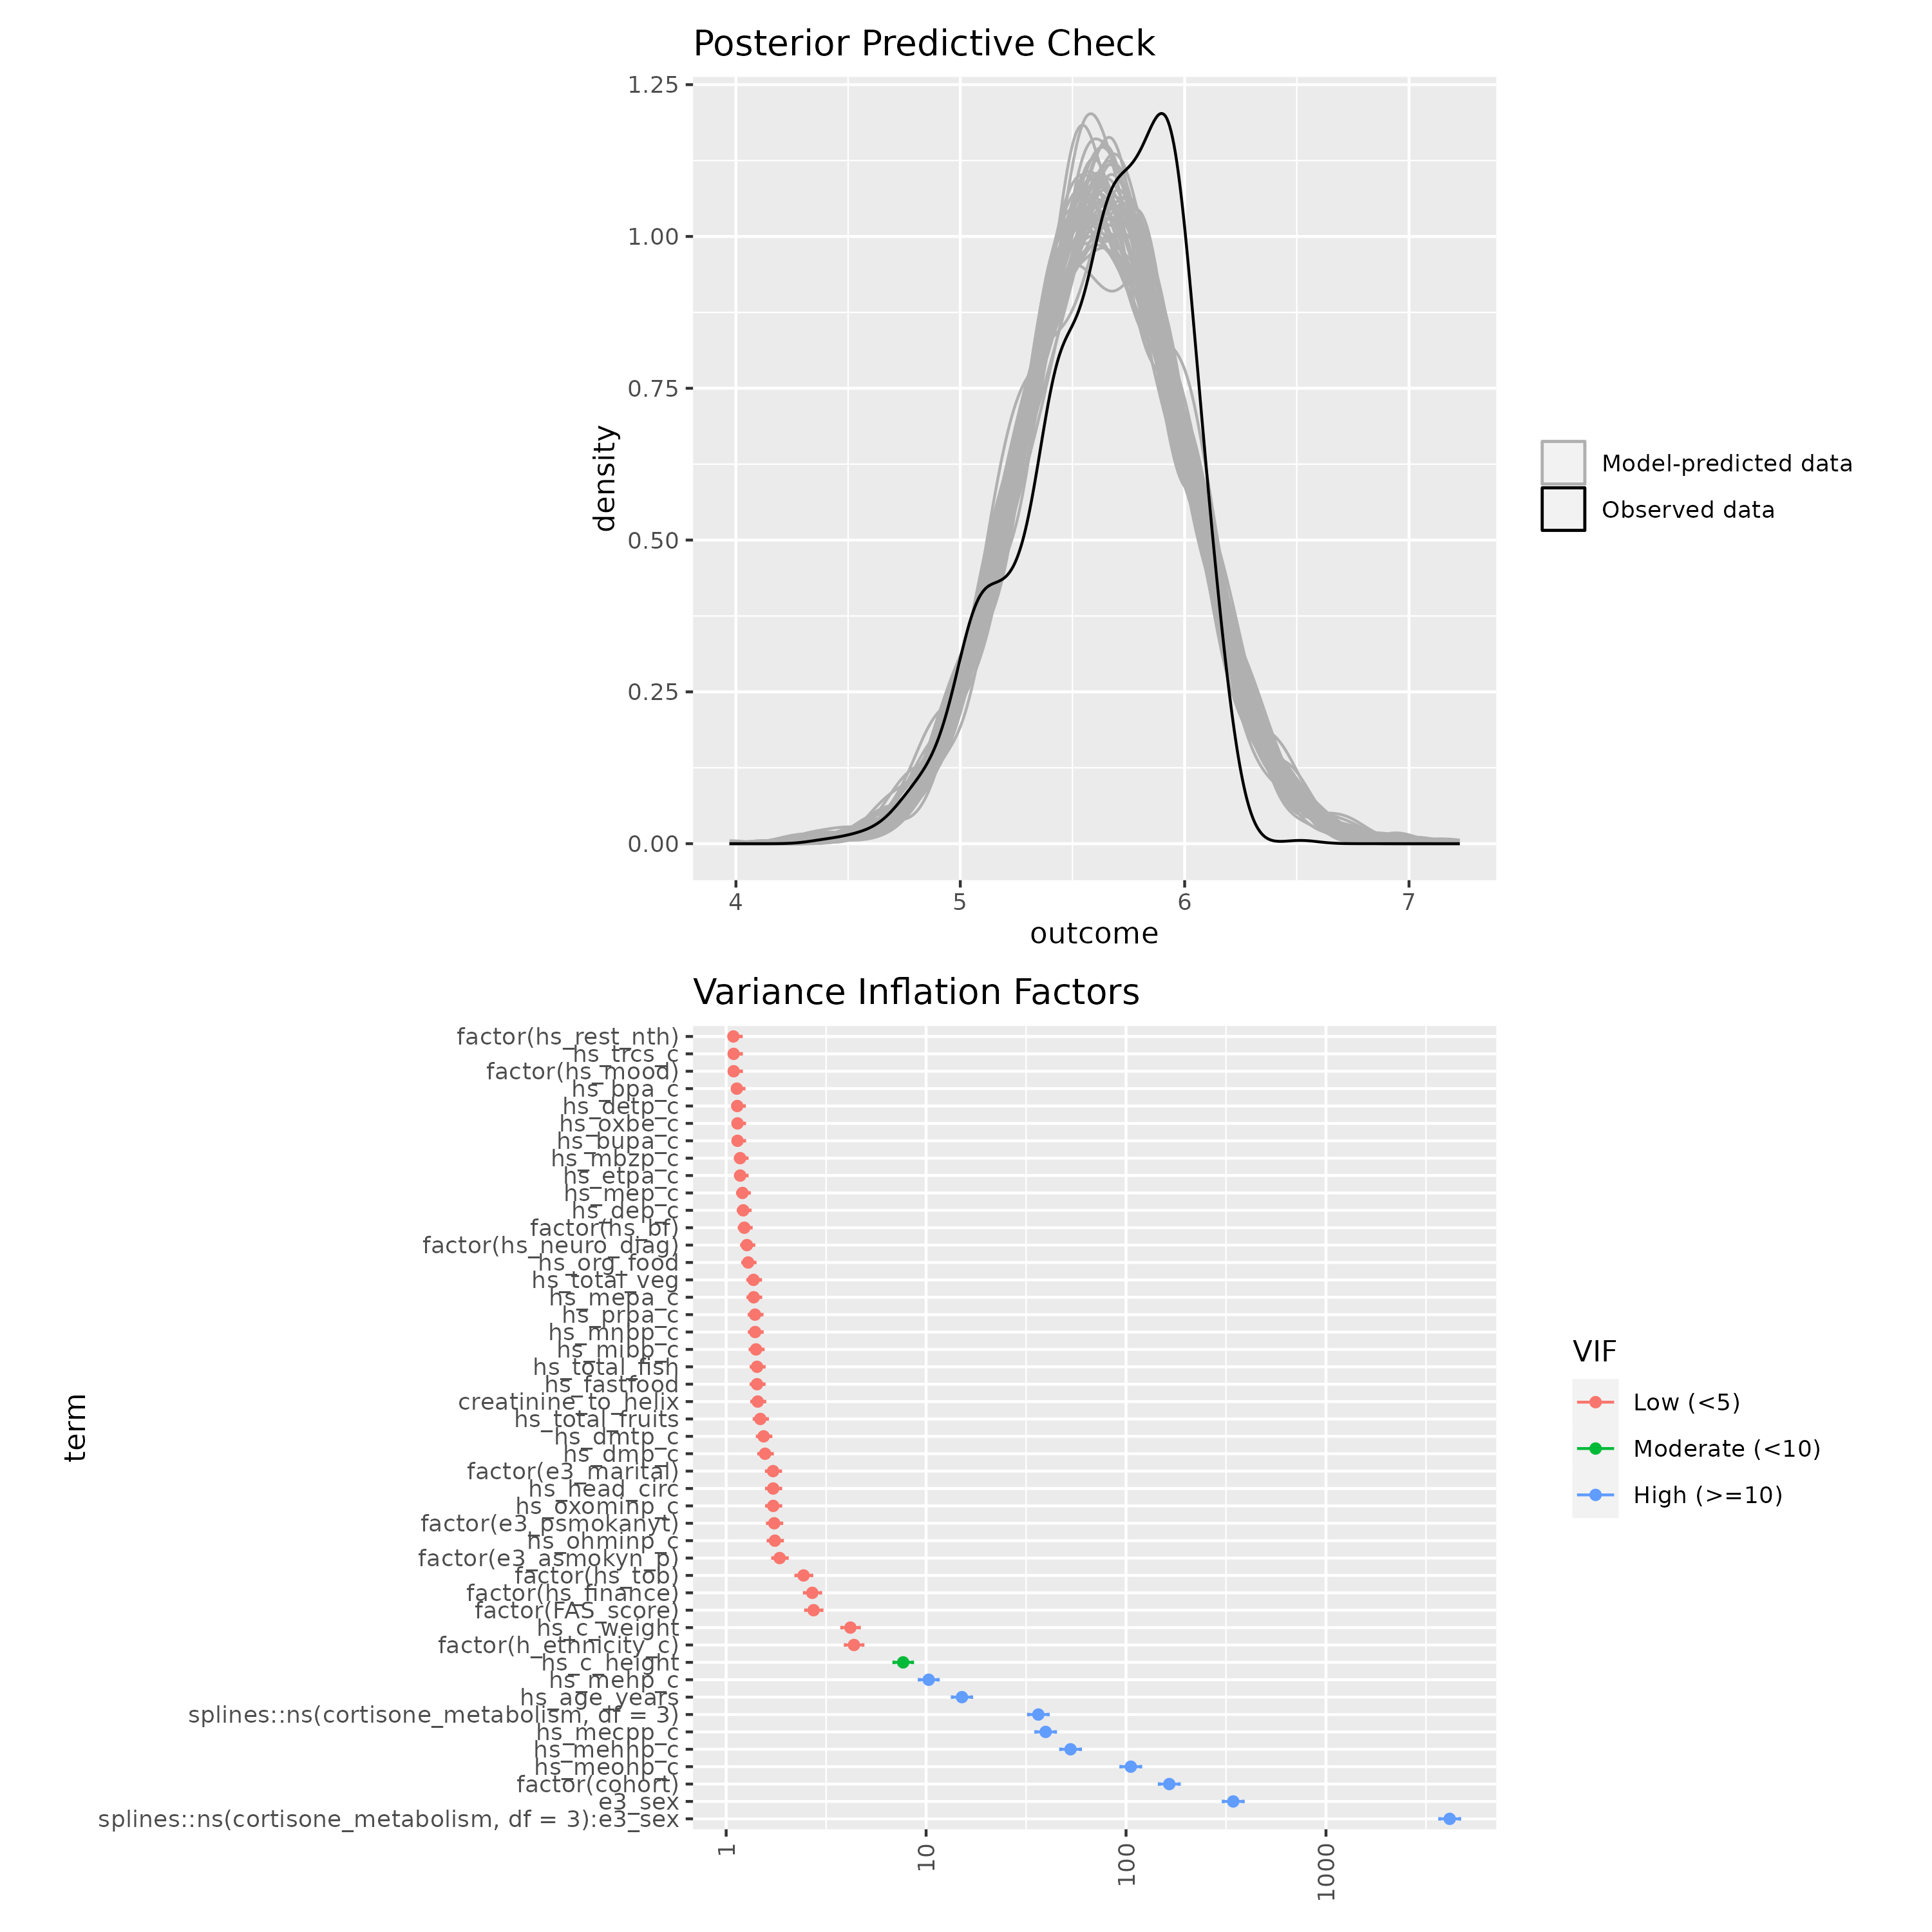 Posterior Predictive Check
1.25
1.00
0.75
0.50
0.25
0.00
density
4 5 6 7
outcome
Model-predicted data
Observed data
Variance Inflation Factors
factor(hs_rest_nth)
hs_trcs_c
factor(hs_mood)
hs_bpa_c
hs_detp_c
hs_oxbe_c
hs_bupa_c
hs_mbzp_c
hs_etpa_c
hs_mep_c
hs_dep_c
factor(hs_bf)
factor(hs_neuro_diag)
hs_org_food
hs_total_veg
hs_mepa_c
hs_prpa_c
hs_mnbp_c
hs_mibp_c
hs_total_fish
hs_fastfood
creatinine_to_helix
hs_total_fruits
hs_dmtp_c
hs_dmp_c
factor(e3_marital)
hs_head_circ
hs_oxominp_c
factor(e3_psmokanyt)
hs_ohminp_c
factor(e3_asmokyn_p)
factor(hs_tob)
factor(hs_finance)
factor(FAS_score)
hs_c_weight
factor(h_ethnicity_c)
hs_c_height
hs_mehp_c
hs_age_years
splines::ns(cortisone_metabolism, df = 3)
hs_mecpp_c
hs_mehhp_c
hs_meohp_c
factor(cohort)
e3_sex
splines::ns(cortisone_metabolism, df = 3):e3_sex
term
1 10 100 1000
VIF
Low (<5)
Moderate (<10)
High (>=10)